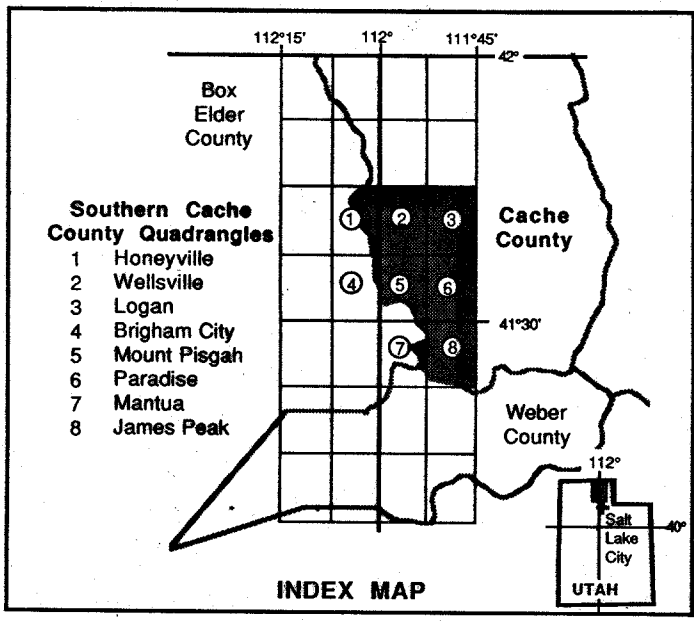 112°15' 112° 111°45'
42°
Box
Elder
County
Southern Cache
County Quadrangles
1 Honeyville
2 Wellsville
3 Logan
4 Brigham City
5 Mount Pisgah
6 Paradise
7 Mantua
8 James Peak
1 2 3
4 5 6
7 8
Cache
County
41°30'
Weber
County
112°
40°
Salt
Lake
City
UTAH
INDEX MAP